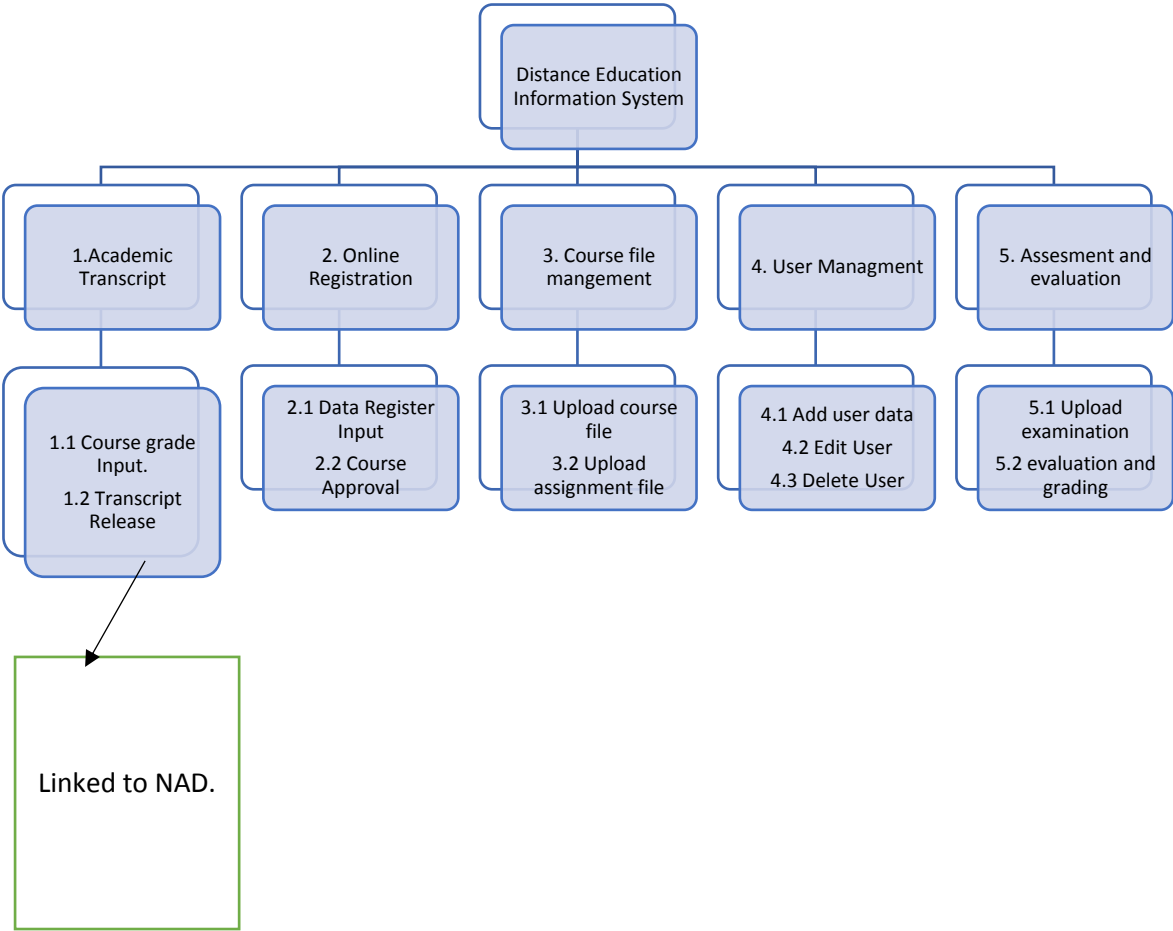 Distance Education
Information System
1.Academic
Transcript
2. Online
Registration
3. Course file
mangement
4. User Managment
5. Assesment and
evaluation
1.1 Course grade
Input.
1.2 Transcript
Release
2.1 Data Register
Input
2.2 Course
Approval
3.1 Upload course
file
3.2 Upload
assignment file
4.1 Add user data
4.2 Edit User
4.3 Delete User
5.1 Upload
examination
5.2 evaluation and
grading
Linked to NAD.